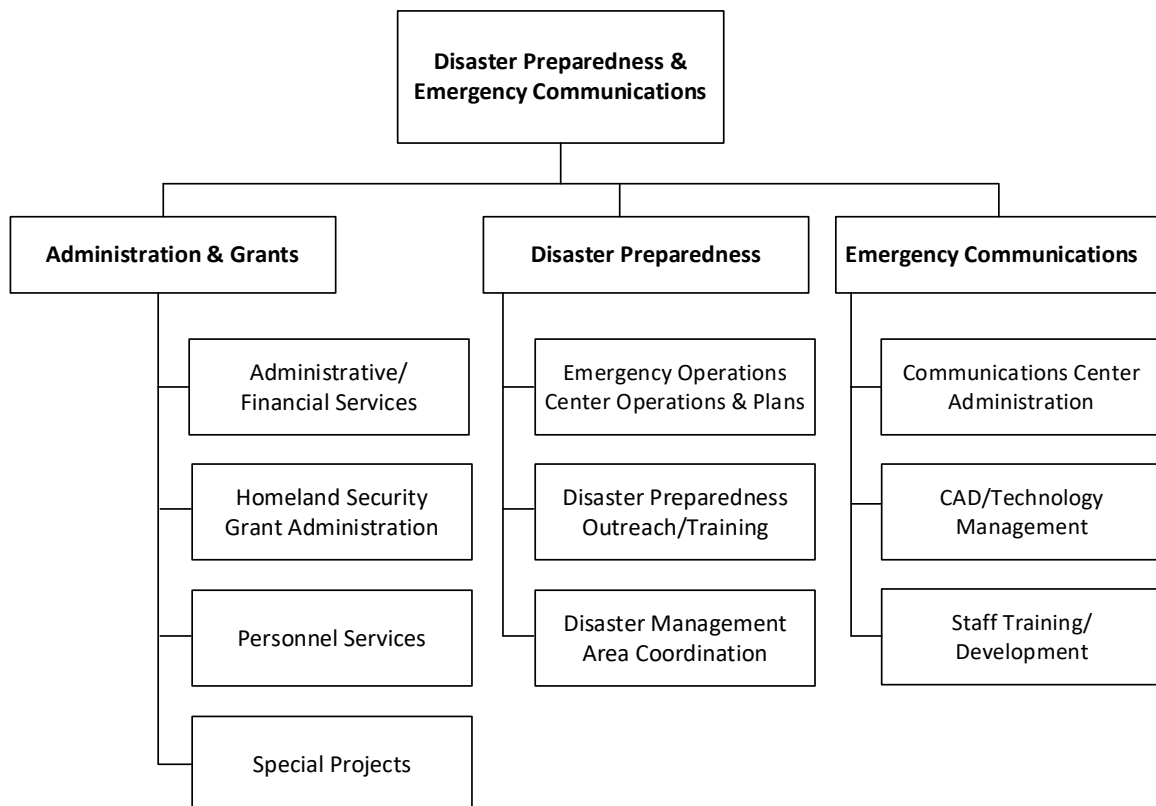 Disaster Preparedness &
Emergency Communications
Administration & Grants
Disaster Preparedness
Emergency Communications
Administrative/
Financial Services
Homeland Security
Grant Administration
Personnel Services
Special Projects
Emergency Operations
Center Operations & Plans
Disaster Preparedness
Outreach/Training
Disaster Management
Area Coordination
Communications Center
Administration
CAD/Technology
Management
Staff Training/
Development